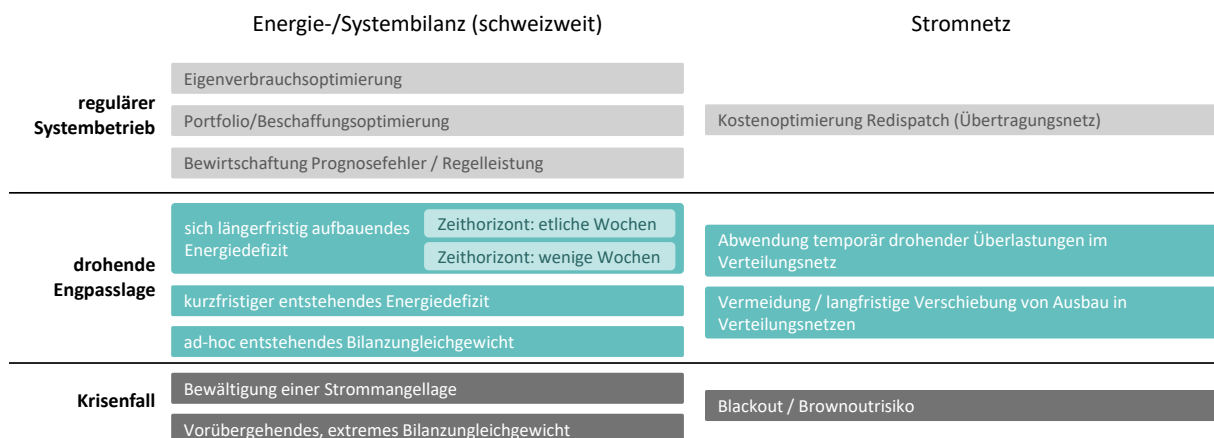 Energie-/Systembilanz (schweizweit)
Stromnetz
regulärer
Systembetrieb
Eigenverbrauchsoptimierung
Portfolio/Beschaffungsoptimierung
Bewirtschaftung Prognosefehler / Regelleistung
Kostenoptimierung Redispatch (Übertragungsnetz)
drohende
Engpasslage
sich längerfristig aufbauendes
Energiedefizit
Zeithorizont: etliche Wochen
Zeithorizont: wenige Wochen
kurzfristiger entstehendes Energiedefizit
ad-hoc entstehendes Bilanzungleichgewicht
Abwendung temporär drohender Überlastungen im
Verteilungsnetz
Vermeidung / langfristige Verschiebung von Ausbau in
Verteilungsnetzen
Krisenfall
Bewältigung einer Strommangellage
Vorübergehendes, extremes Bilanzungleichgewicht
Blackout / Brownoutrisiko